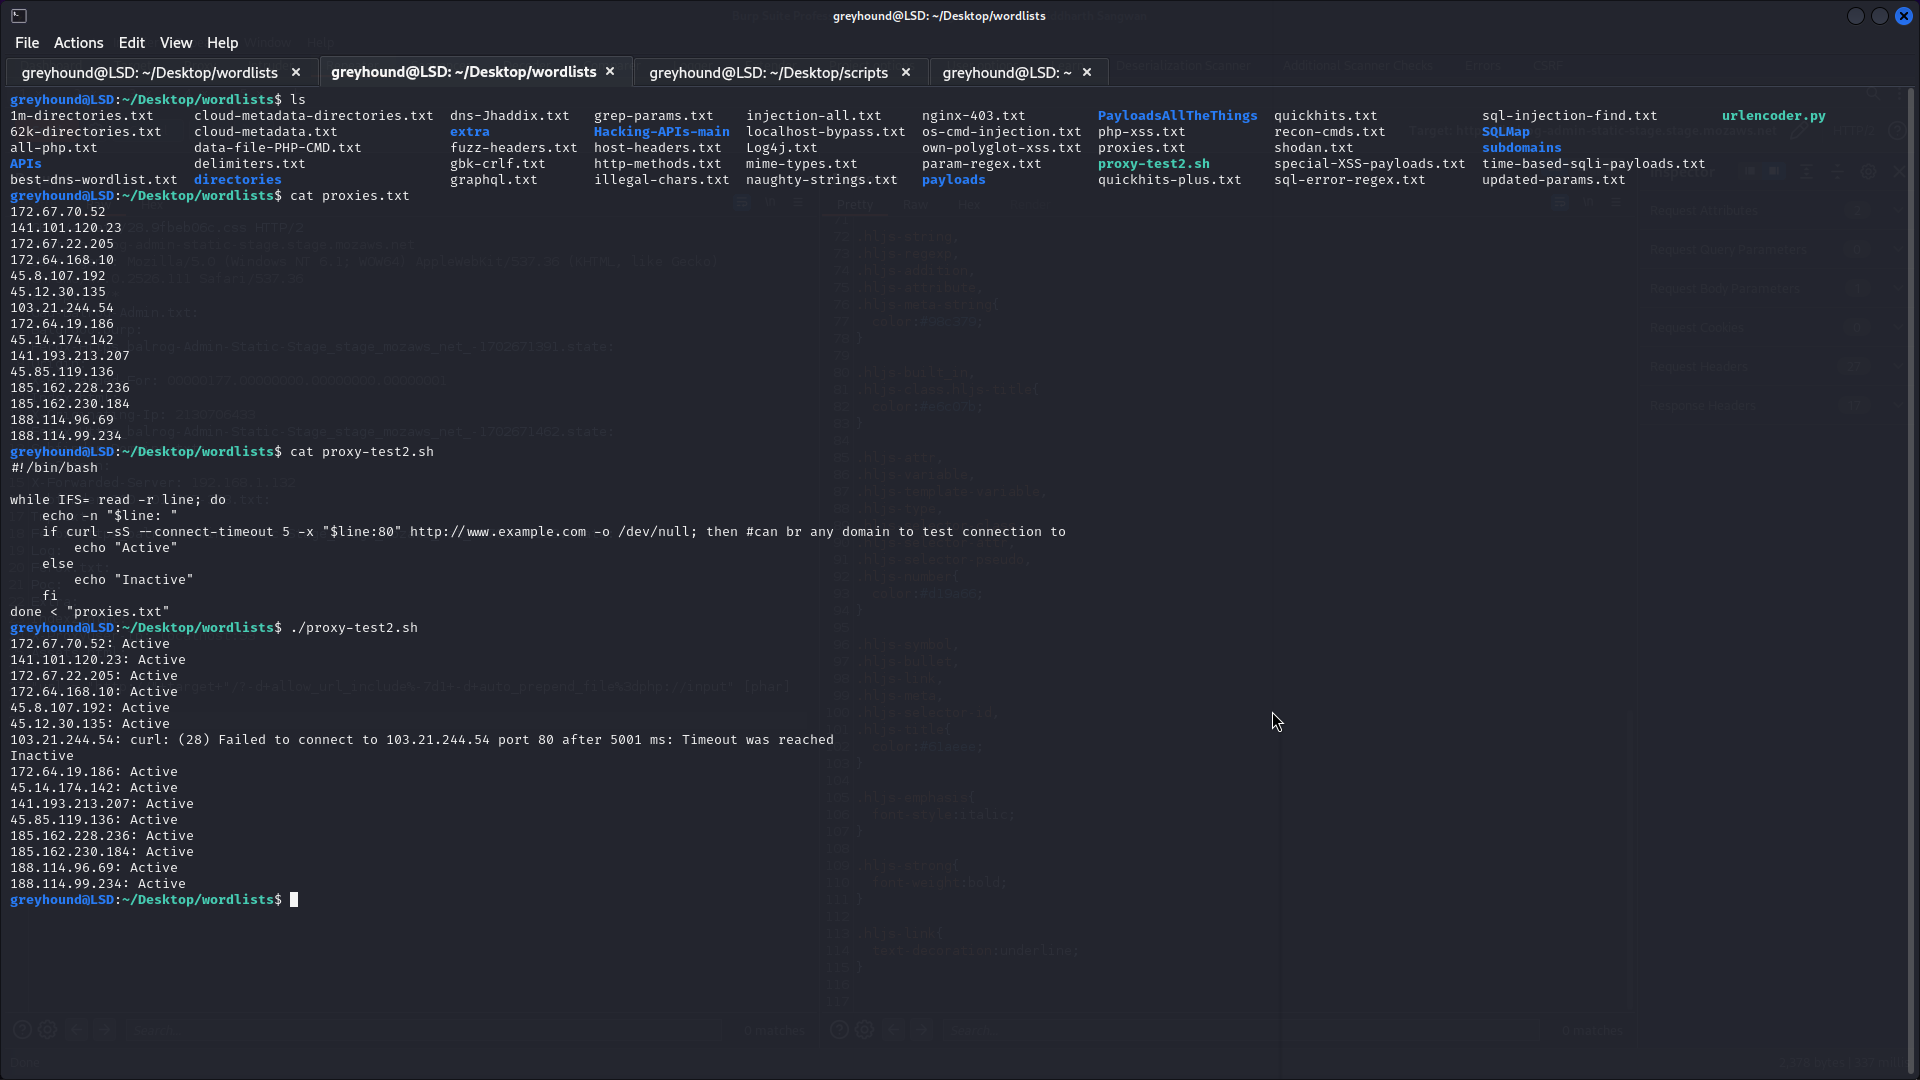 greyhound@LSD: ~/Desktop/wordlists
File Actions Edit View Help
greyhound@LSD: ~/Desktop/wordlists × greyhound@LSD: ~/Desktop/wordlists × greyhound@LSD: ~/Desktop/scripts × greyhound@LSD: ~ ×
greyhound@LSD:~/Desktop/wordlists$ ls
1m-directories.txt cloud-metadata-directories.txt dns-Jhaddix.txt grep-params.txt injection-all.txt nginx-403.txt PayloadsAllTheThings quickhits.txt sql-injection-find.txt urlencoder.py
62k-directories.txt cloud-metadata.txt extra Hacking-APIs-main localhost-bypass.txt os-cmd-injection.txt php-xss.txt recon-cmds.txt SQLMap
all-php.txt data-file-PHP-CMD.txt fuzz-headers.txt host-headers.txt Log4j.txt own-polyglot-xss.txt proxies.txt shodan.txt subdomains
APIs delimiters.txt gbk-crlf.txt http-methods.txt mime-types.txt param-regex.txt proxy-test2.sh special-XSS-payloads.txt time-based-sqli-payloads.txt
best-dns-wordlist.txt directories graphql.txt illegal-chars.txt naughty-strings.txt payloads quickhits-plus.txt sql-error-regex.txt updated-params.txt
greyhound@LSD:~/Desktop/wordlists$ cat proxies.txt
172.67.70.52
141.101.120.23
172.67.22.205
172.64.168.10
45.8.107.192
45.12.30.135
103.21.244.54
172.64.19.186
45.14.174.142
141.193.213.207
45.85.119.136
185.162.228.236
185.162.230.184
188.114.96.69
188.114.99.234
greyhound@LSD:~/Desktop/wordlists$ cat proxy-test2.sh
#!/bin/bash
while IFS= read -r line; do
echo -n "$line: "
if curl -sS --connect-timeout 5 -x "$line:80" http://www.example.com -o /dev/null; then #can br any domain to test connection to
echo "Active"
else
echo "Inactive"
fi
done < "proxies.txt"
greyhound@LSD:~/Desktop/wordlists$ ./proxy-test2.sh
172.67.70.52: Active
141.101.120.23: Active
172.67.22.205: Active
172.64.168.10: Active
45.8.107.192: Active
45.12.30.135: Active
103.21.244.54: curl: (28) Failed to connect to 103.21.244.54 port 80 after 5001 ms: Timeout was reached
Inactive
172.64.19.186: Active
45.14.174.142: Active
141.193.213.207: Active
45.85.119.136: Active
185.162.228.236: Active
185.162.230.184: Active
188.114.96.69: Active
188.114.99.234: Active
greyhound@LSD:~/Desktop/wordlists$